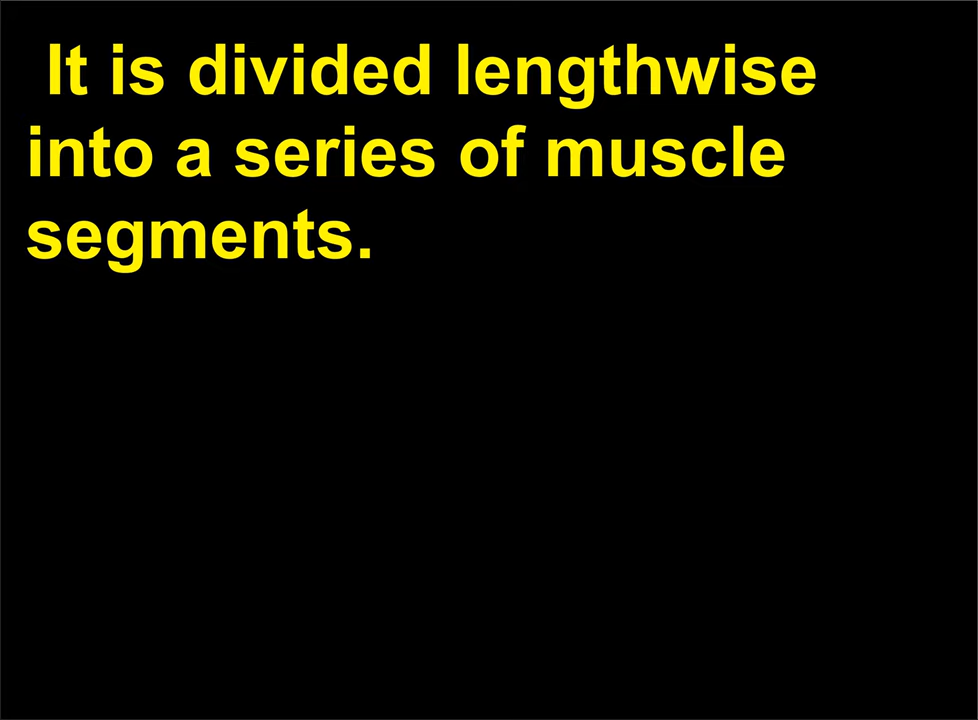 It is divided lengthwise
into a series of muscle
segments.